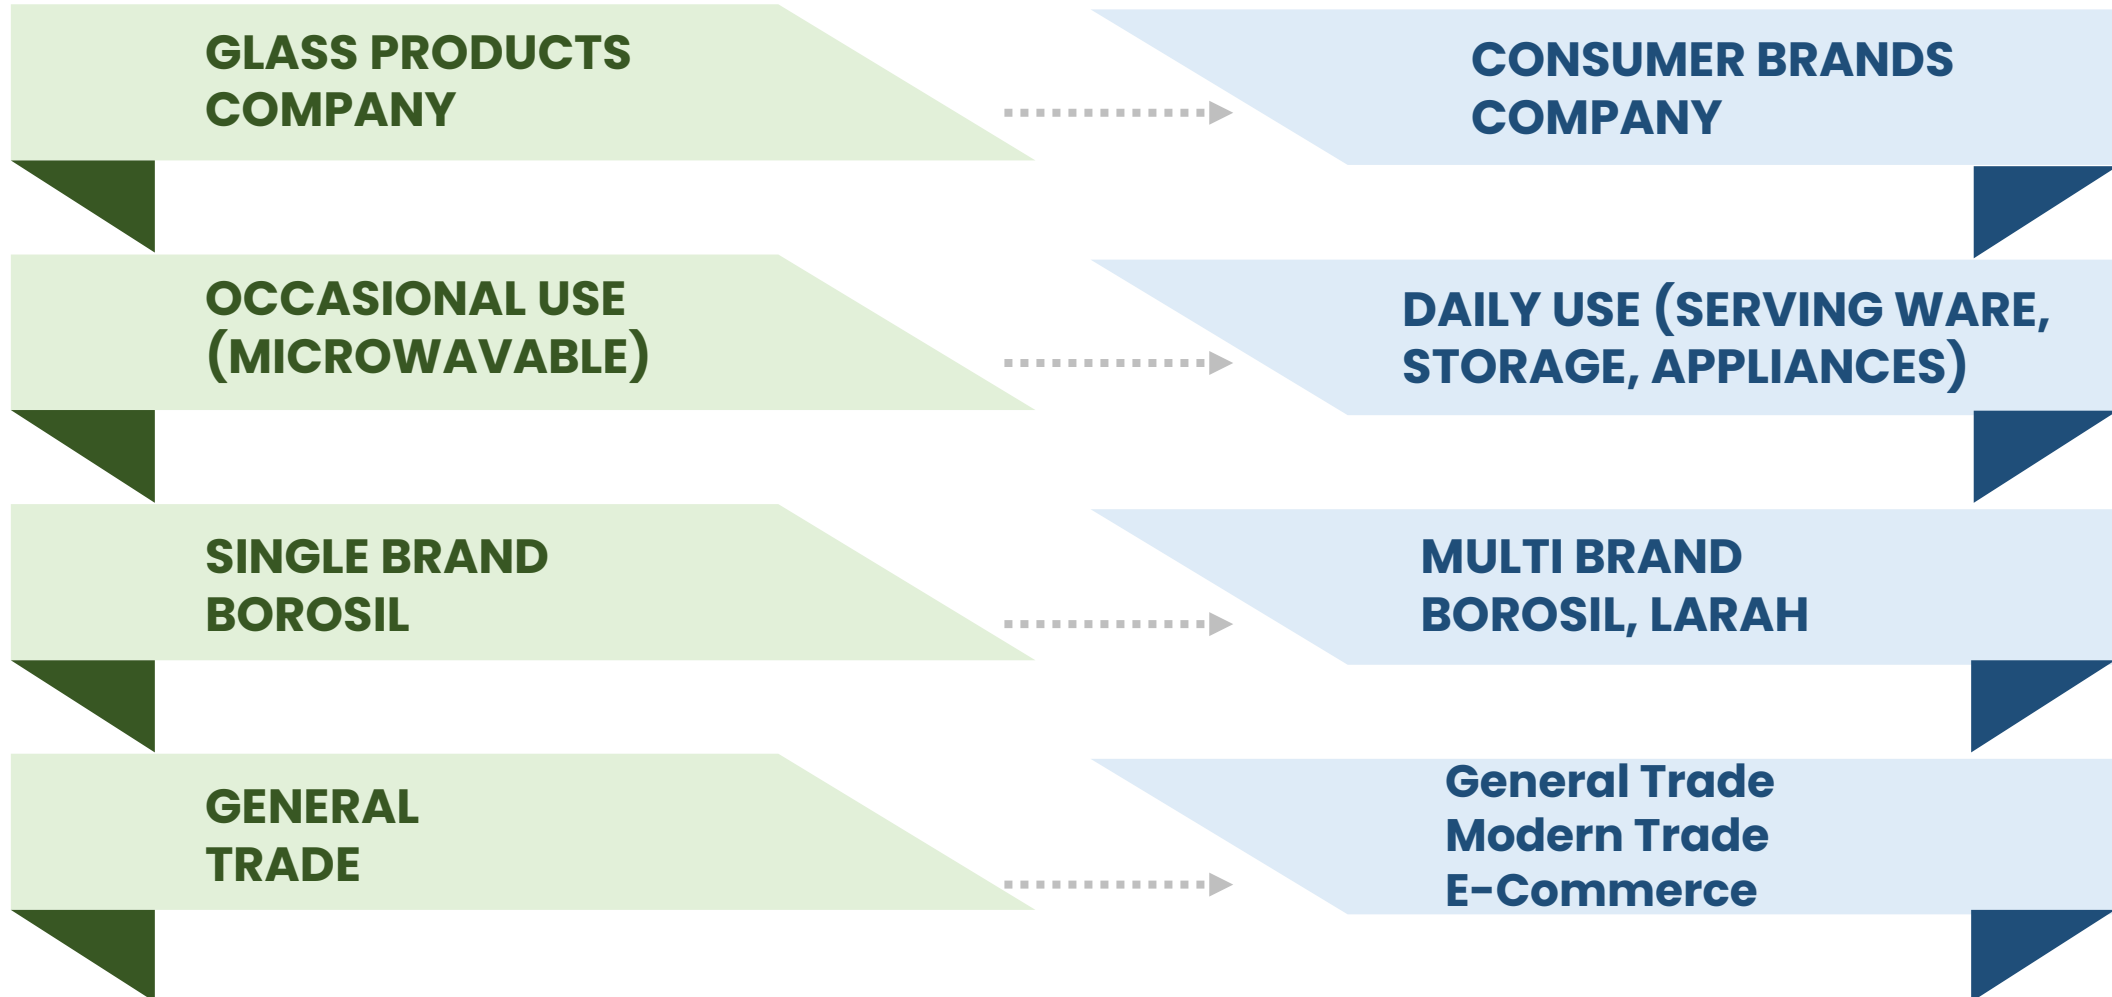 GLASS PRODUCTS
COMPANY
CONSUMER BRANDS
COMPANY
OCCASIONAL USE
(MICROWAVABLE)
DAILY USE (SERVING WARE,
STORAGE, APPLIANCES)
SINGLE BRAND
BOROSIL
MULTI BRAND
BOROSIL, LARAH
GENERAL
TRADE
General Trade
Modern Trade
E-Commerce